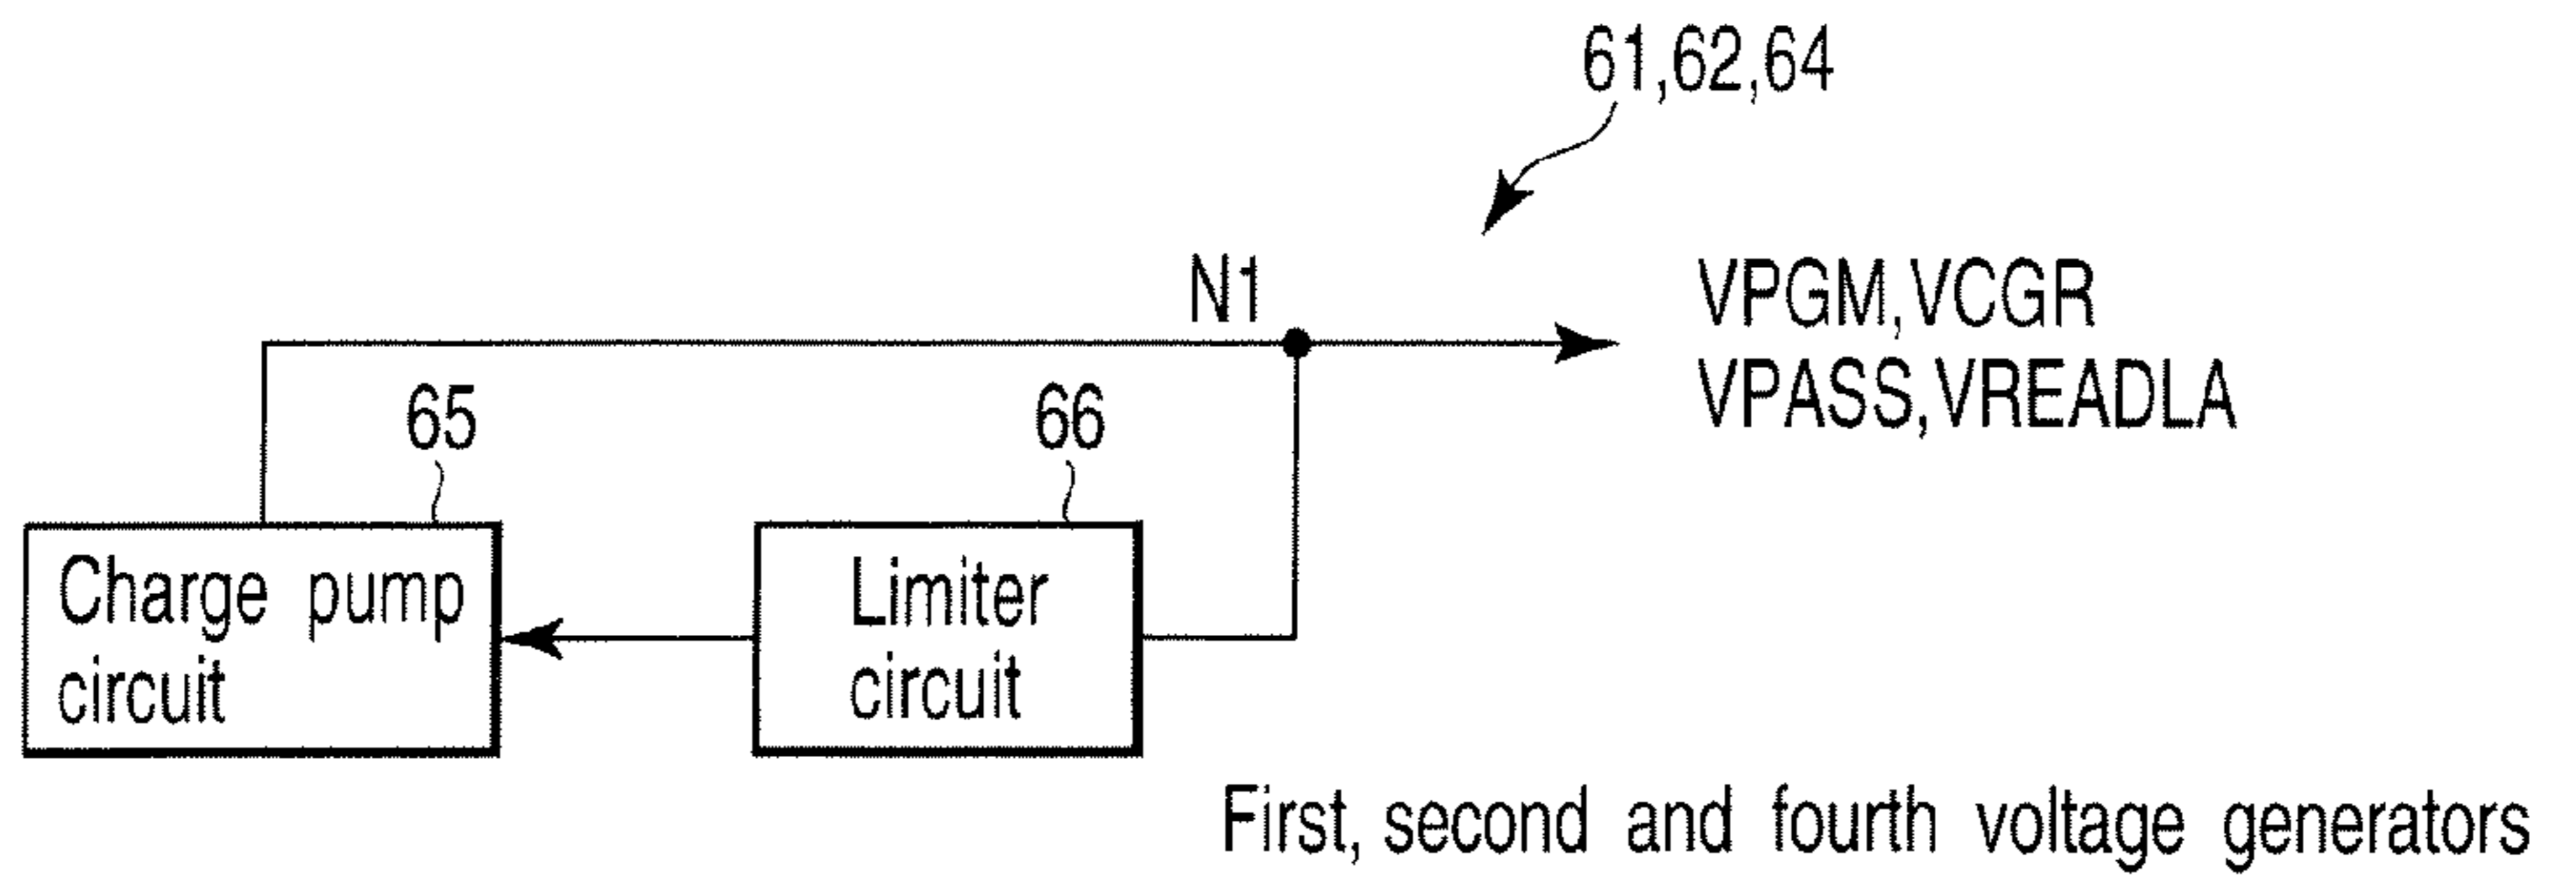 61,62,64
N1
VPGM,VCGR
VPASS,VREADLA
65
66
Charge pump
circuit
Limiter
circuit
First, second and fourth voltage generators